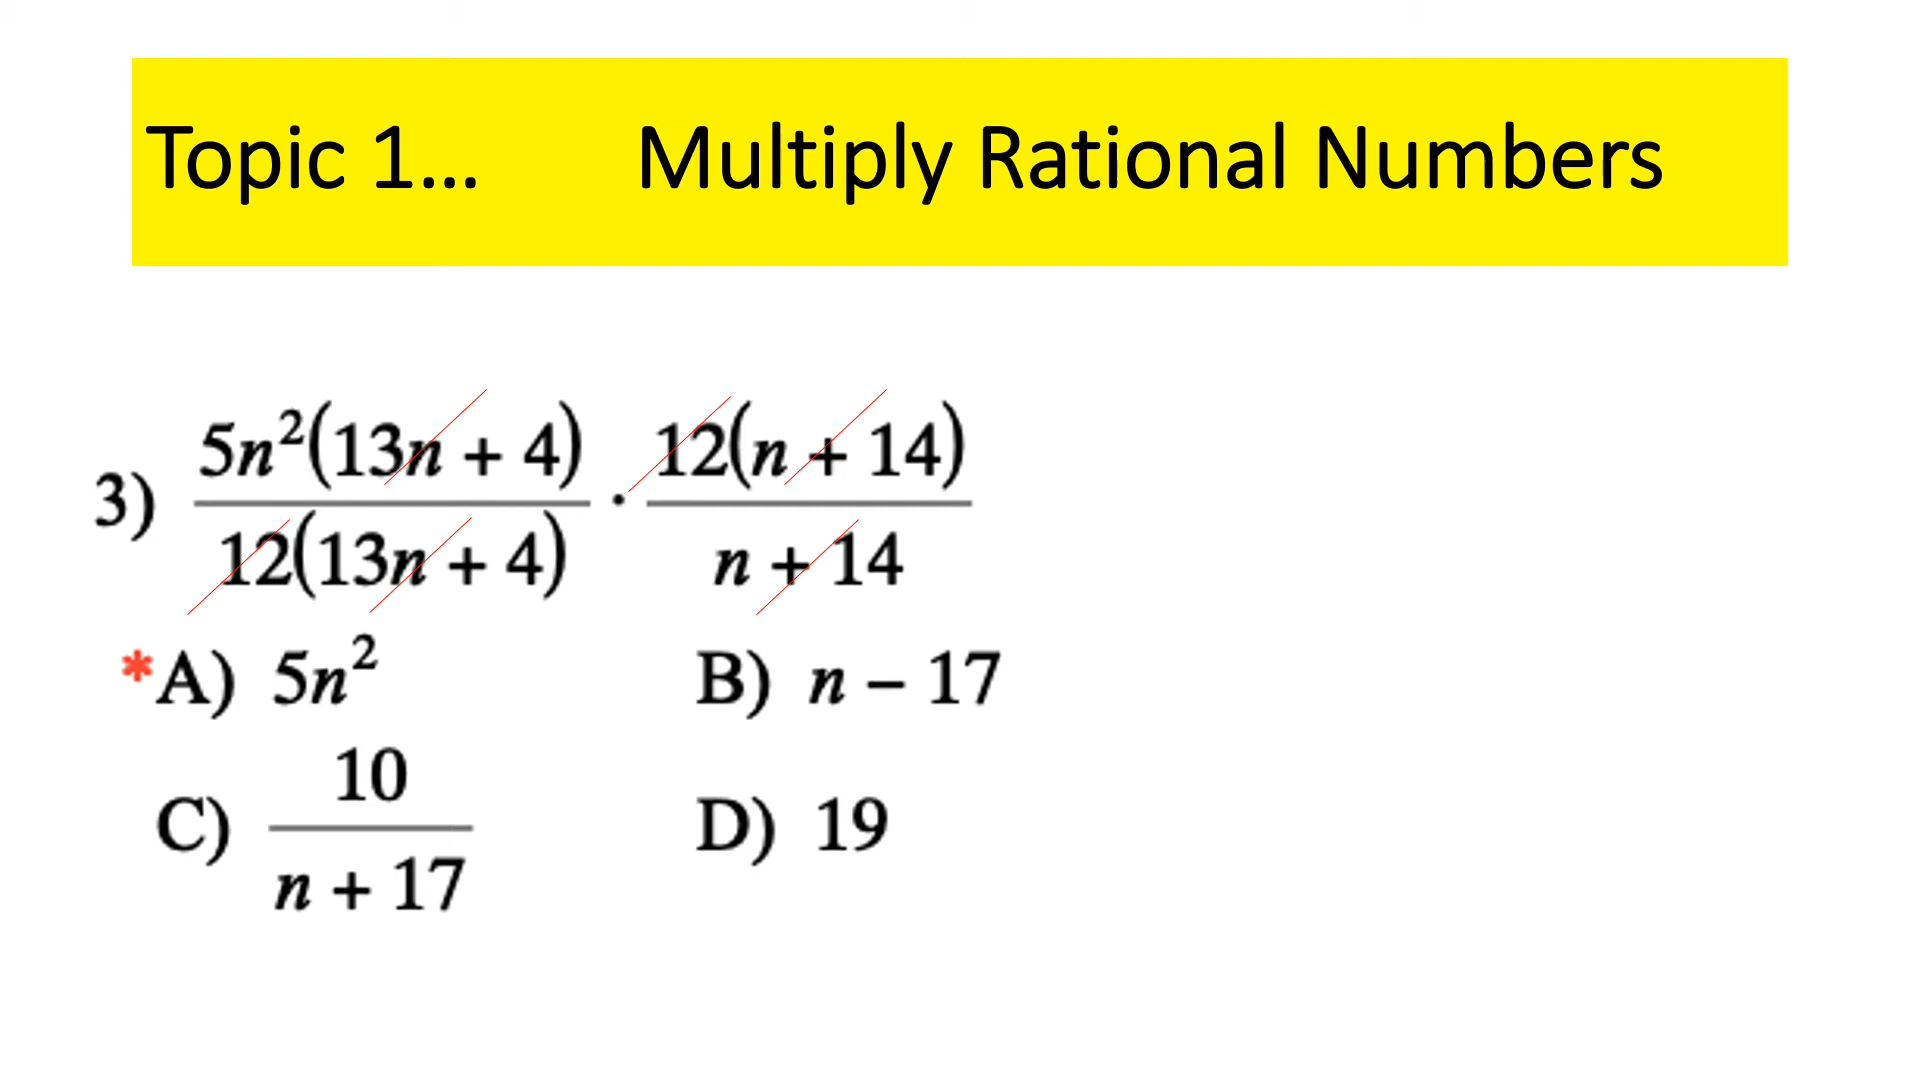 Topic 1... Multiply Rational Numbers
3) 5n²(13n + 4) / 12(13n + 4) · 12(n + 14) / n + 14
*A) 5n² B) n – 17
C) 10 / n + 17 D) 19